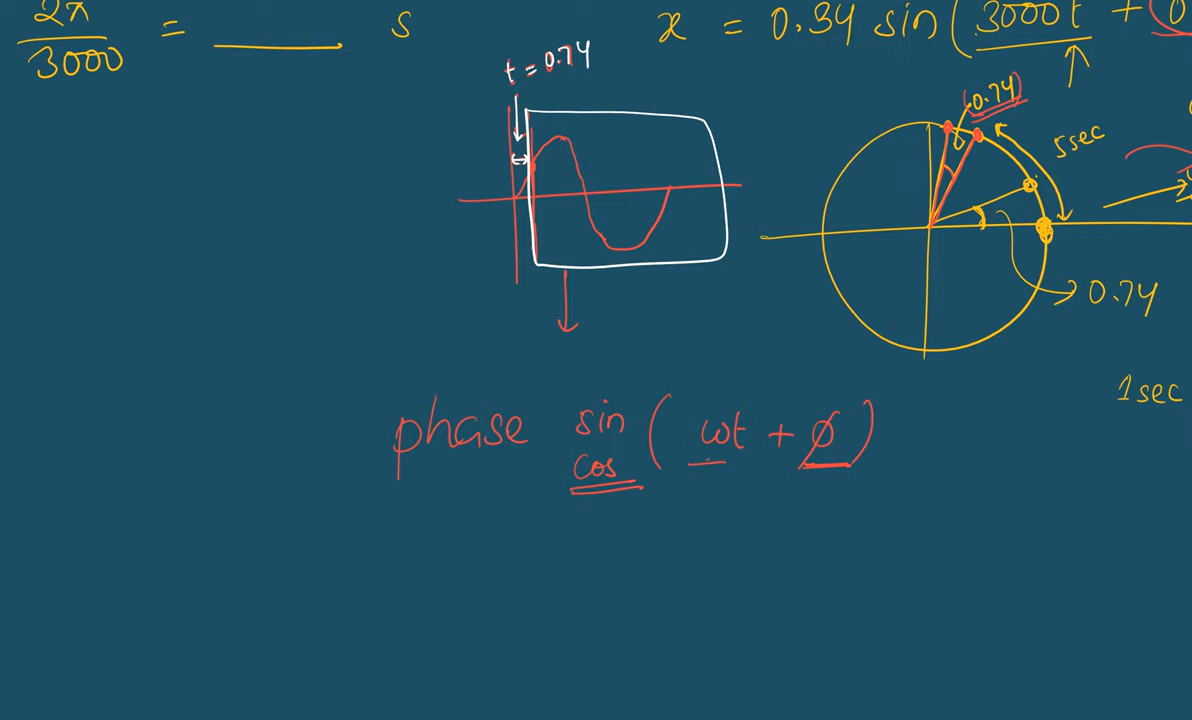 2π/3000 = ______ s
x = 0.34 sin(3000t + 0
t = 0.74
(0.74)
5sec
0.74
1sec
phase sin (ωt + ø)
cos